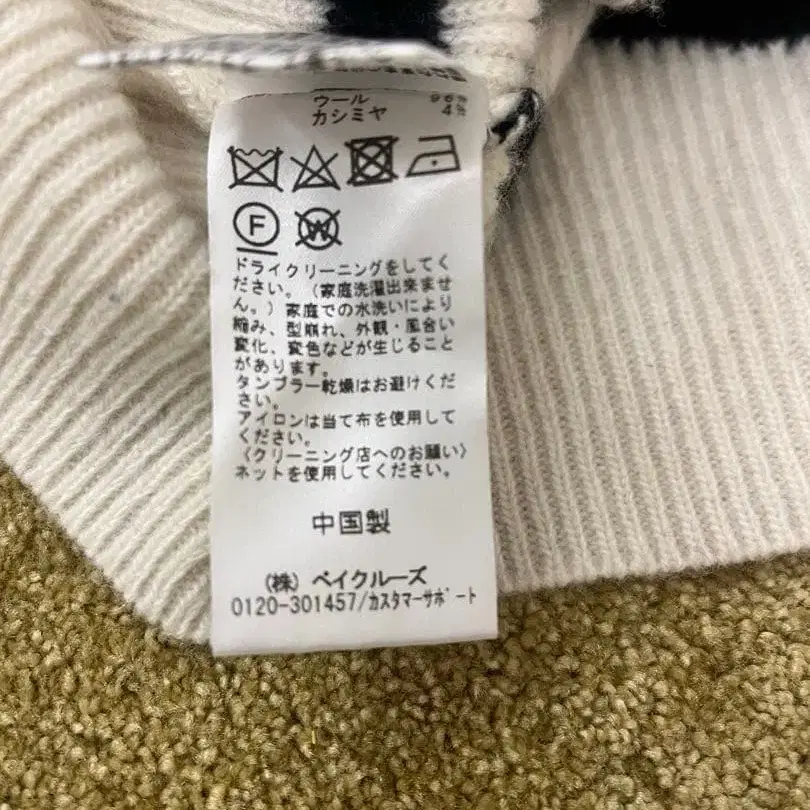 ウール 96%
カシミヤ 4%
F
W
ドライクリーニングをしてく
ださい。（家庭洗濯出来ませ
ん。）家庭での水洗いにより
縮み、型崩れ、外観・風合い
変化、変色などが生じること
があります。
タンブラー乾燥はお避けくだ
さい。
アイロンは当て布を使用して
ください。
〈クリーニング店へのお願い〉
ネットを使用してください。
中国製
（株）ベイクルーズ
0120-301457/ｶｽﾀﾏｰｻﾎﾟｰﾄ